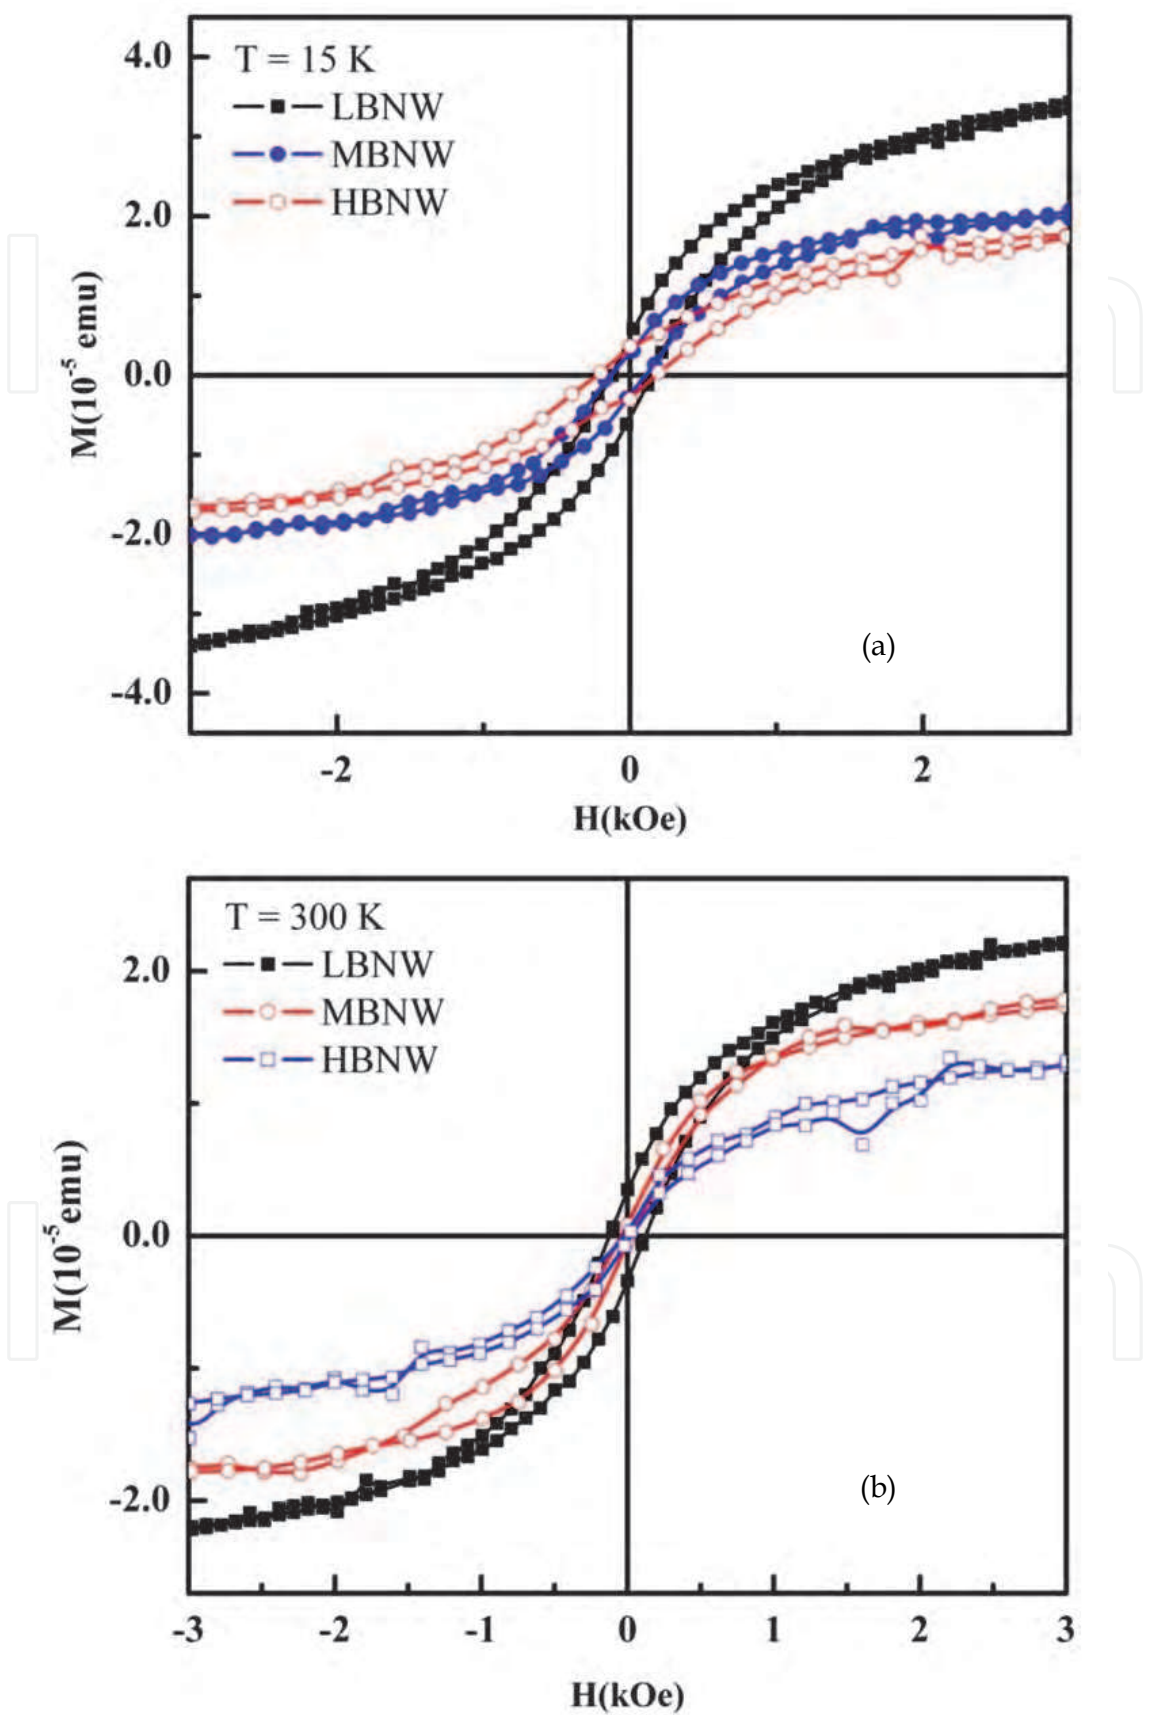 4.0
T = 15 K
LBNW
MBNW
HBNW
2.0
0.0
M(10⁻⁵ emu)
-2.0
-4.0
(a)
-2 0 2
H(kOe)
T = 300 K
LBNW
MBNW
HBNW
2.0
0.0
M(10⁻⁵emu)
-2.0
(b)
-3 -2 -1 0 1 2 3
H(kOe)